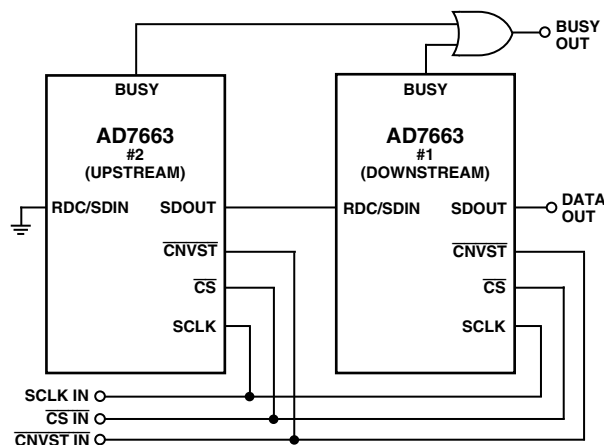 BUSY
OUT
BUSY
BUSY
AD7663
#2
(UPSTREAM)
AD7663
#1
(DOWNSTREAM)
RDC/SDIN
SDOUT
RDC/SDIN
SDOUT
DATA
OUT
CNVST
CNVST
CS
CS
SCLK
SCLK
SCLK IN
CS IN
CNVST IN